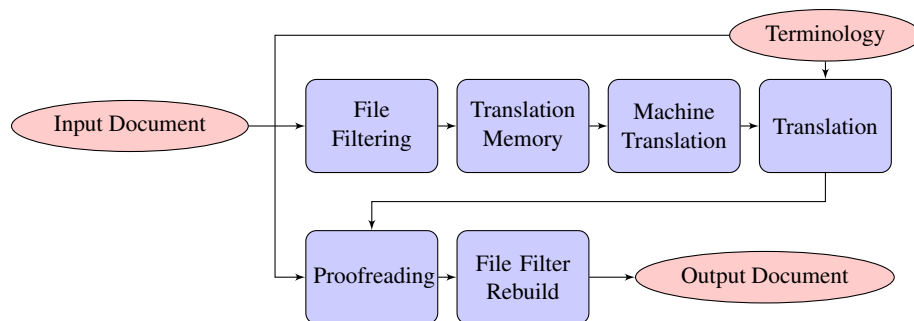 Terminology
Input Document
File
Filtering
Translation
Memory
Machine
Translation
Translation
Proofreading
File Filter
Rebuild
Output Document